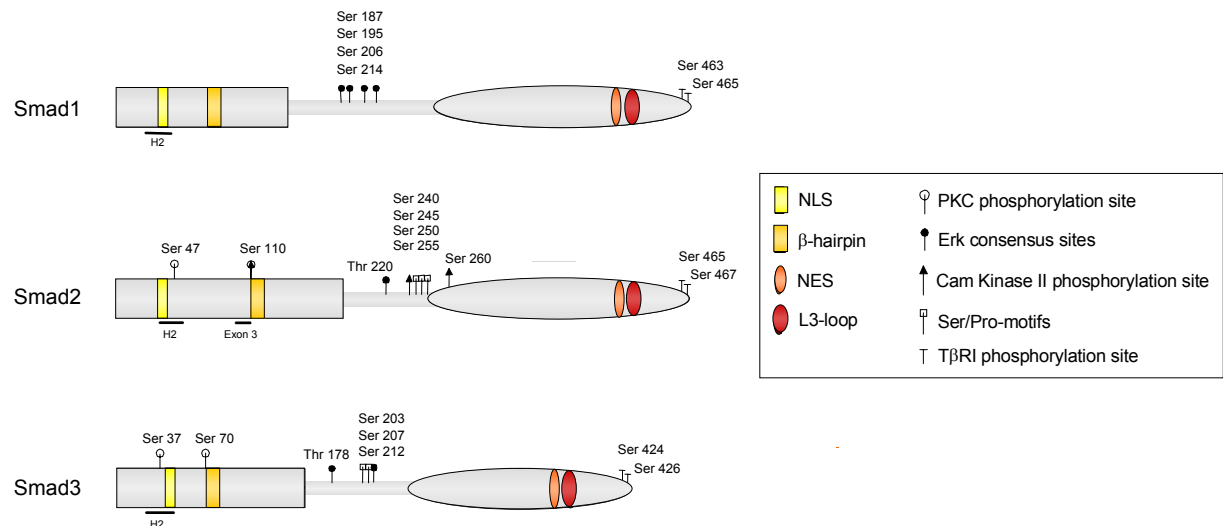 Ser 187
Ser 195
Ser 206
Ser 214
Ser 463
Ser 465
Smad1
H2
Ser 240
Ser 245
Ser 250
Ser 255
Ser 47
Ser 110
Thr 220
Ser 260
Ser 465
Ser 467
Smad2
H2
Exon 3
Ser 203
Ser 207
Ser 212
Ser 37
Ser 70
Thr 178
Ser 424
Ser 426
Smad3
H2
NLS
β-hairpin
NES
L3-loop
PKC phosphorylation site
Erk consensus sites
Cam Kinase II phosphorylation site
Ser/Pro-motifs
TβRI phosphorylation site